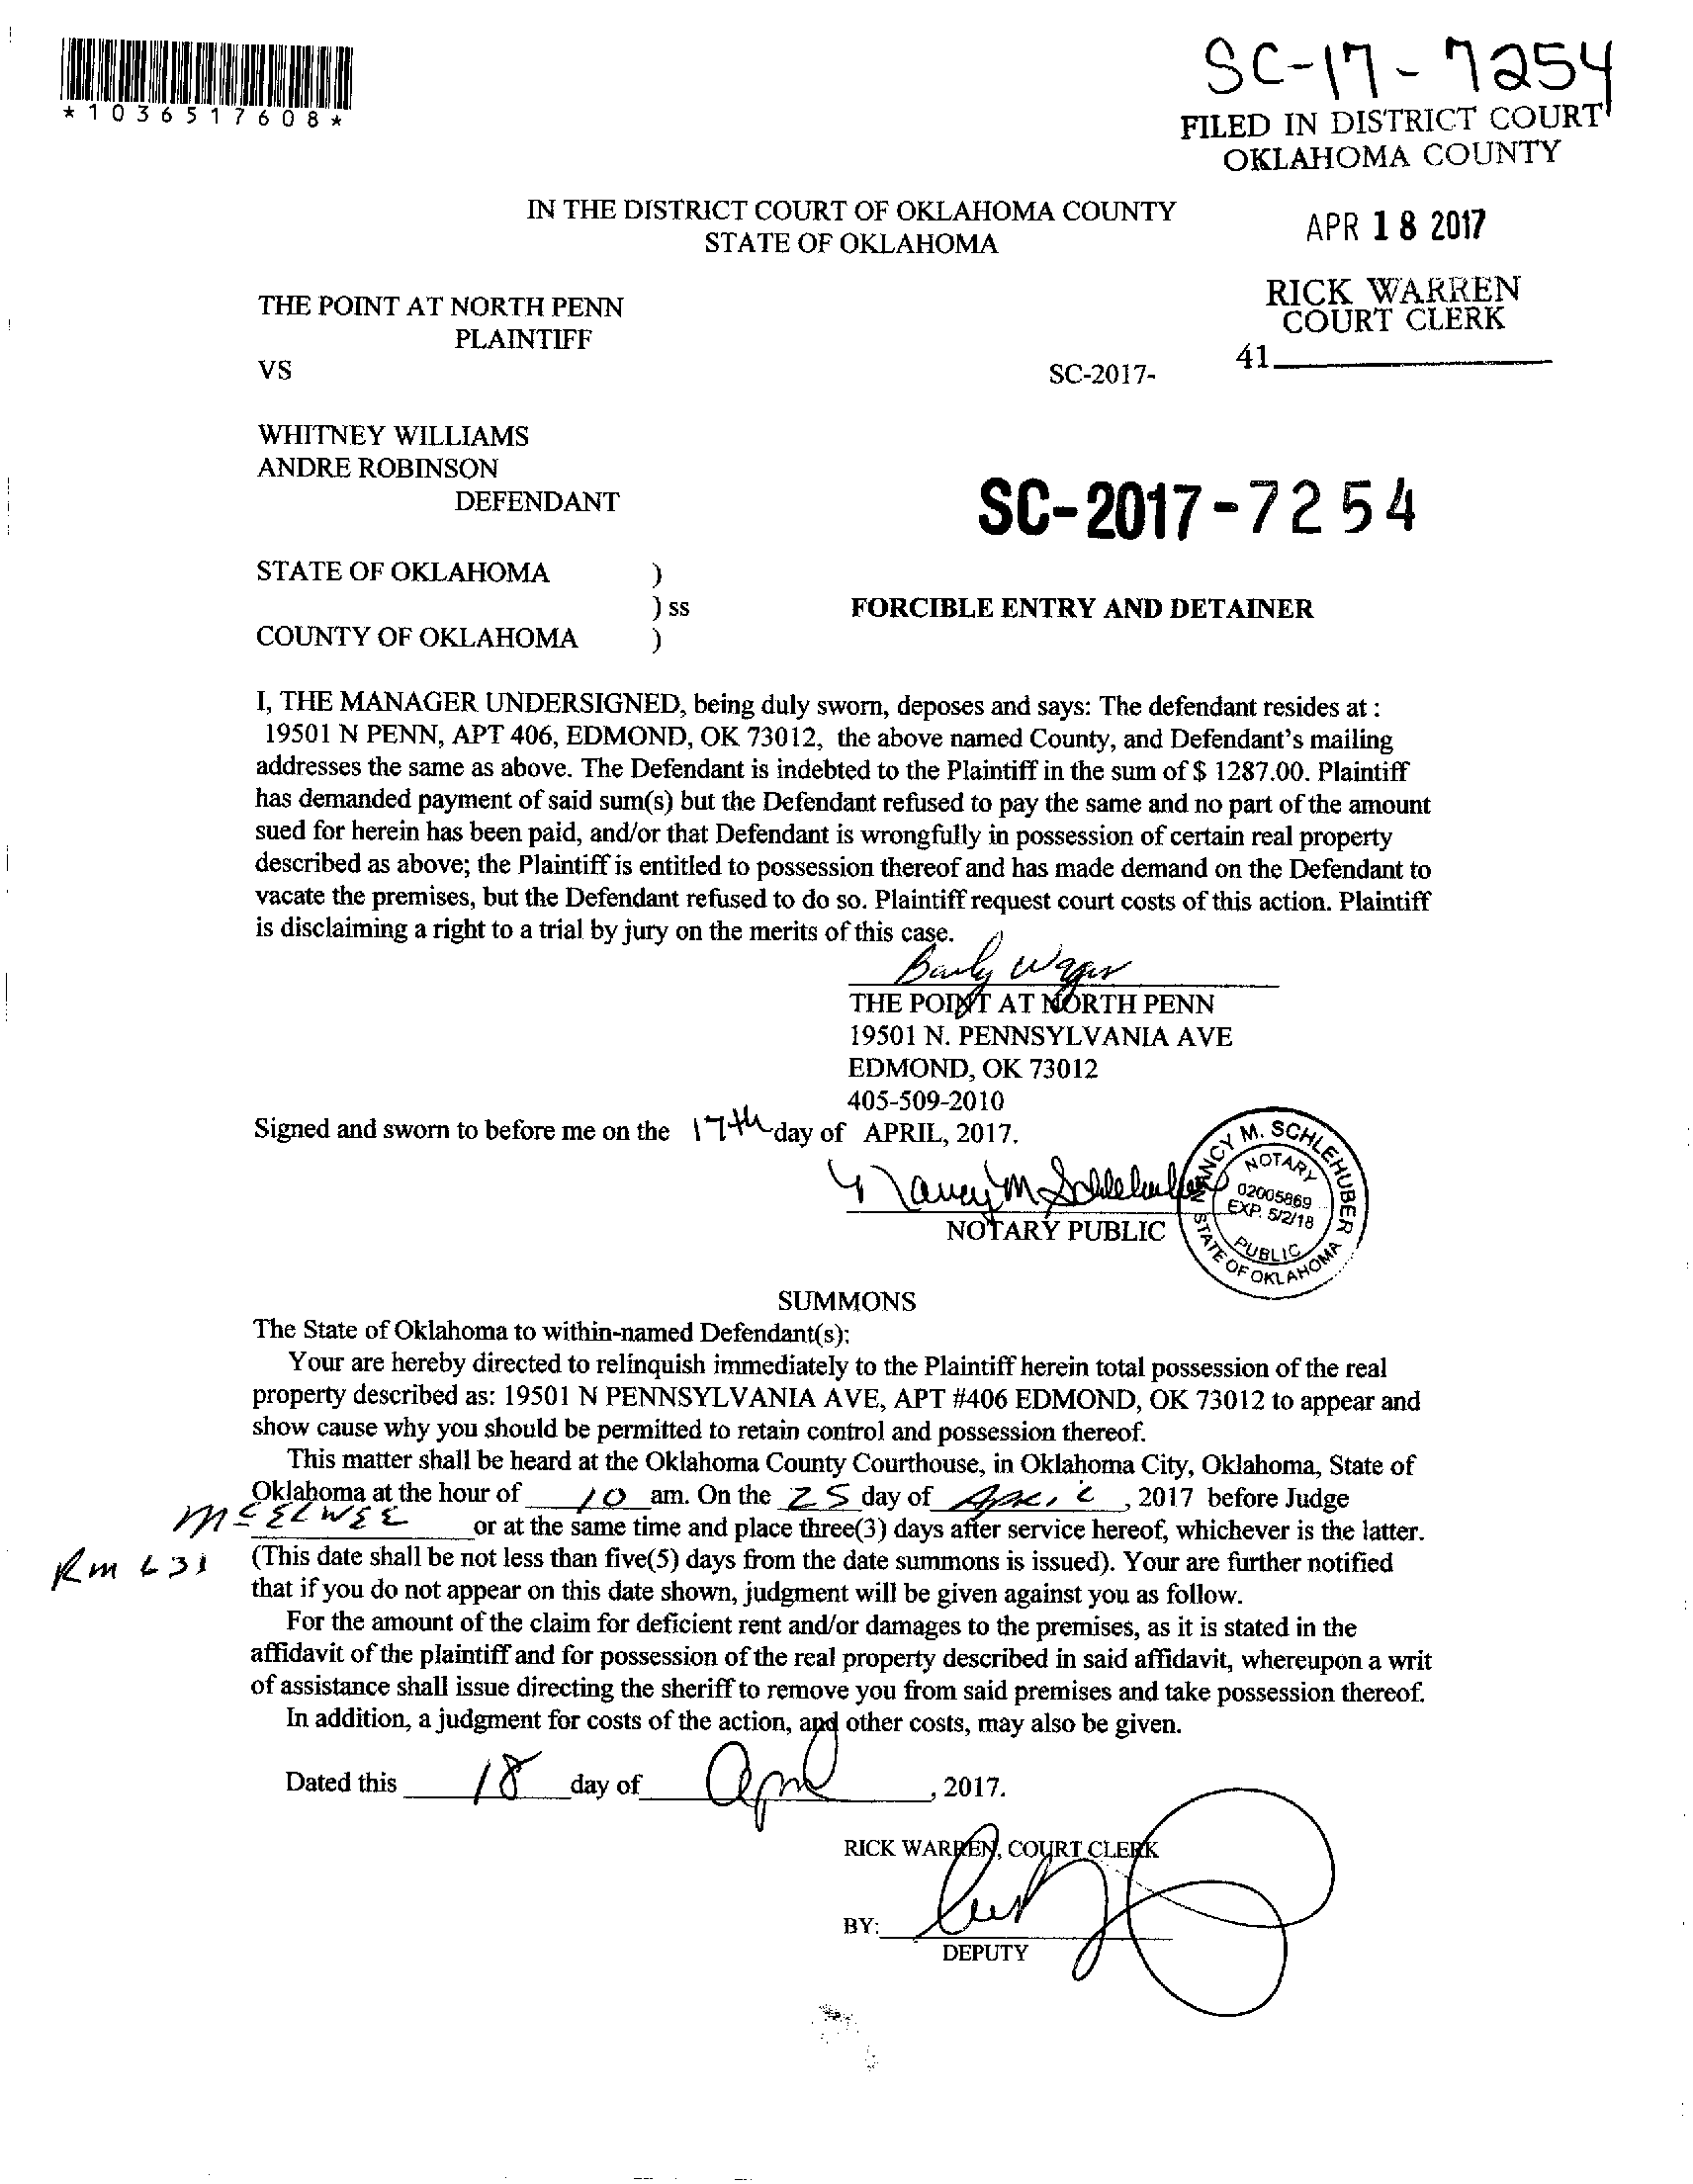 SC-17-7254
*1036517608*
FILED IN DISTRICT COURT
OKLAHOMA COUNTY
IN THE DISTRICT COURT OF OKLAHOMA COUNTY
STATE OF OKLAHOMA
APR 18 2017
RICK WARREN
COURT CLERK
41
THE POINT AT NORTH PENN
PLAINTIFF
VS
SC-2017-
WHITNEY WILLIAMS
ANDRE ROBINSON
DEFENDANT
SC-2017-7254
STATE OF OKLAHOMA )
) ss
FORCIBLE ENTRY AND DETAINER
COUNTY OF OKLAHOMA )
I, THE MANAGER UNDERSIGNED, being duly sworn, deposes and says: The defendant resides at :
19501 N PENN, APT 406, EDMOND, OK 73012, the above named County, and Defendant's mailing
addresses the same as above. The Defendant is indebted to the Plaintiff in the sum of $ 1287.00. Plaintiff
has demanded payment of said sum(s) but the Defendant refused to pay the same and no part of the amount
sued for herein has been paid, and/or that Defendant is wrongfully in possession of certain real property
described as above; the Plaintiff is entitled to possession thereof and has made demand on the Defendant to
vacate the premises, but the Defendant refused to do so. Plaintiff request court costs of this action. Plaintiff
is disclaiming a right to a trial by jury on the merits of this case.
THE POINT AT NORTH PENN
19501 N. PENNSYLVANIA AVE
EDMOND, OK 73012
405-509-2010
Signed and sworn to before me on the 17th day of APRIL, 2017.
Nancy M Schlehuber
NOTARY PUBLIC
NANCY M. SCHLEHUBER
NOTARY
02005869
EXP. 5/2/18
PUBLIC
STATE OF OKLAHOMA
SUMMONS
The State of Oklahoma to within-named Defendant(s):
Your are hereby directed to relinquish immediately to the Plaintiff herein total possession of the real
property described as: 19501 N PENNSYLVANIA AVE, APT #406 EDMOND, OK 73012 to appear and
show cause why you should be permitted to retain control and possession thereof.
This matter shall be heard at the Oklahoma County Courthouse, in Oklahoma City, Oklahoma, State of
Oklahoma at the hour of 10 am. On the 25 day of April, 2017 before Judge
McElwee or at the same time and place three(3) days after service hereof, whichever is the latter.
Rm 631
(This date shall be not less than five(5) days from the date summons is issued). Your are further notified
that if you do not appear on this date shown, judgment will be given against you as follow.
For the amount of the claim for deficient rent and/or damages to the premises, as it is stated in the
affidavit of the plaintiff and for possession of the real property described in said affidavit, whereupon a writ
of assistance shall issue directing the sheriff to remove you from said premises and take possession thereof.
In addition, a judgment for costs of the action, and other costs, may also be given.
Dated this 18 day of April, 2017.
RICK WARREN, COURT CLERK
BY:
DEPUTY